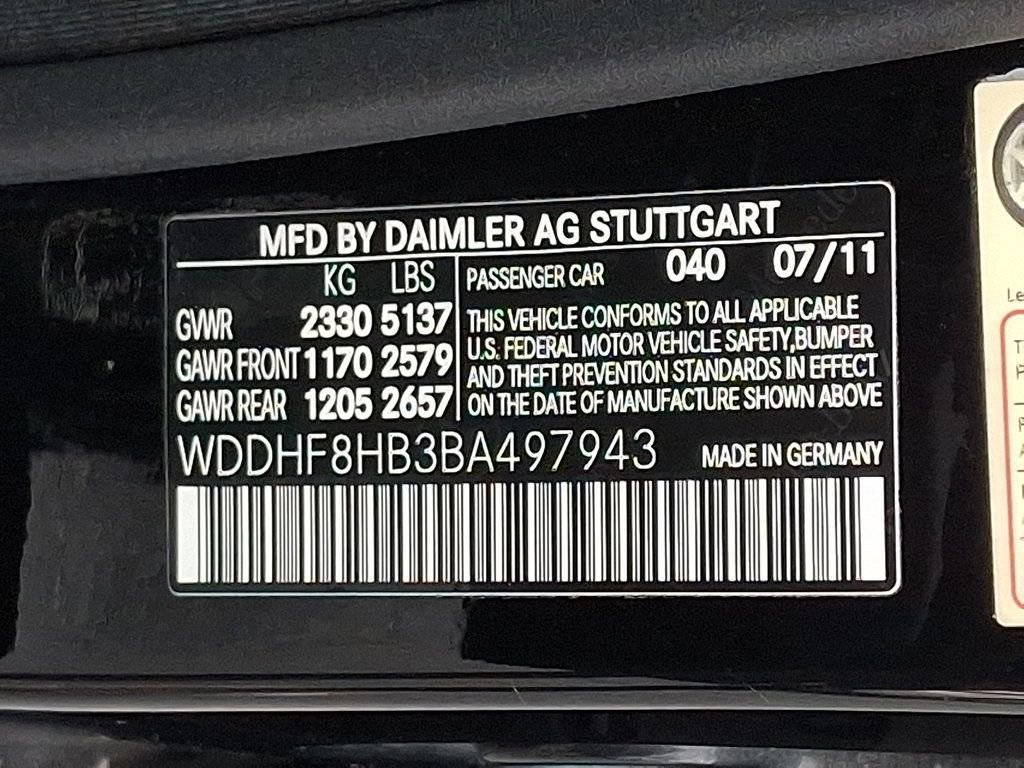 MFD BY DAIMLER AG STUTTGART
KG LBS
GVWR 2330 5137
GAWR FRONT 1170 2579
GAWR REAR 1205 2657
PASSENGER CAR 040 07/11
THIS VEHICLE CONFORMS TO ALL APPLICABLE
U.S. FEDERAL MOTOR VEHICLE SAFETY,BUMPER
AND THEFT PREVENTION STANDARDS IN EFFECT
ON THE DATE OF MANUFACTURE SHOWN ABOVE
WDDHF8HB3BA497943 MADE IN GERMANY